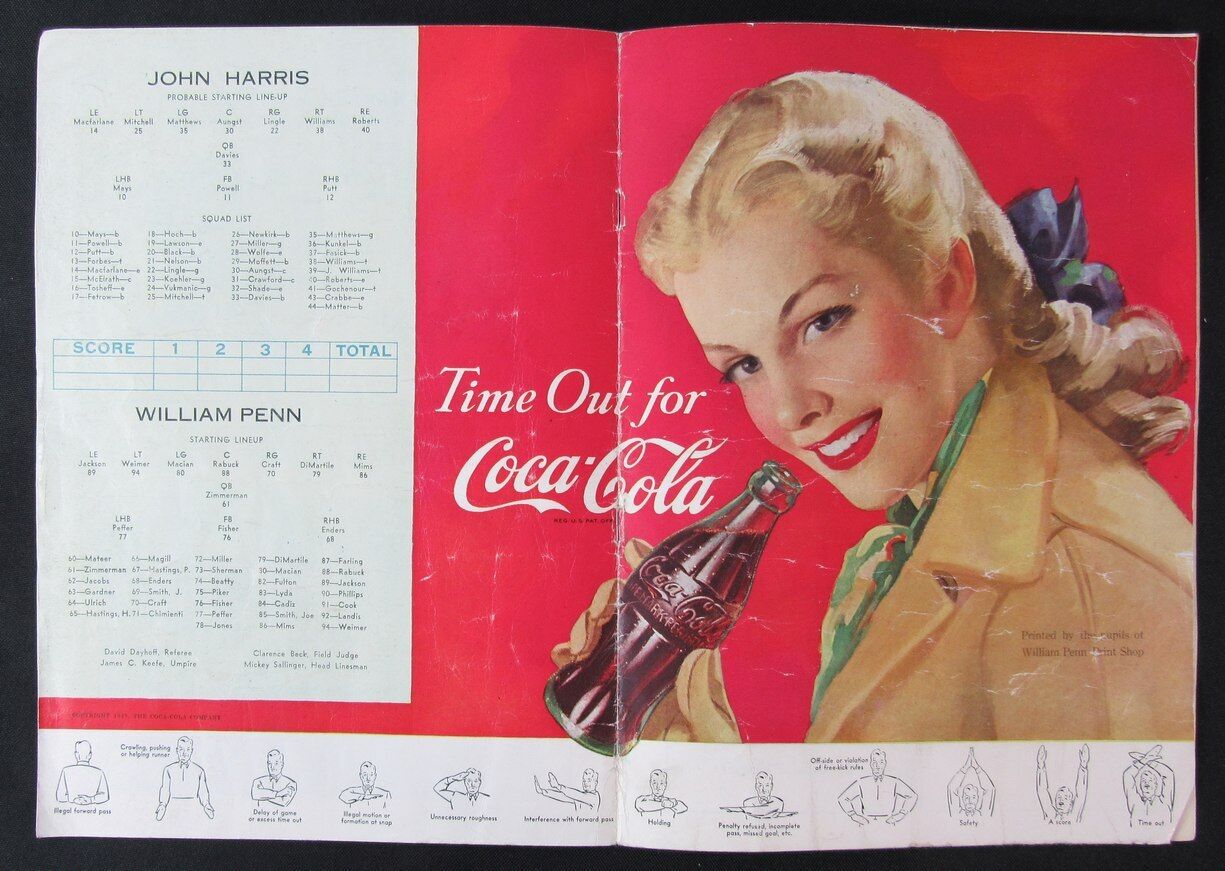 JOHN HARRIS
PROBABLE STARTING LINE-UP
LE LT LG C RG RT RE
Macfarlane Mitchell Matthews Aungst Lingle Williams Roberts
14 25 35 30 22 38 40
QB
Davies
33
LHB FB RHB
Mays Powell Putt
10 11 12
SQUAD LIST
10—Mays—b 18—Hoch—b 26—Newkirk—b 35—Matthews—g
11—Powell—b 19—Lawson—e 27—Miller—g 36—Kunkel—b
12—Putt—b 20—Black—b 28—Wolfe—e 37—Fasick—b
13—Forbes—t 21—Nelson—b 29—Moffett—b 38—Williams—t
14—Macfarlane—e 22—Lingle—g 30—Aungst—c 39—J. Williams—t
15—McElrath—c 23—Koehler—g 31—Crawford—c 40—Roberts—e
16—Tosheff—e 24—Vukmanic—g 32—Shade—e 41—Gochenour—t
17—Fetrow—b 25—Mitchell—t 33—Davies—b 43—Crabbe—e
44—Matter—b
SCORE 1 2 3 4 TOTAL
WILLIAM PENN
STARTING LINEUP
LE LT LG C RG RT RE
Jackson Weimer Macian Rabuck Craft DiMartile Mims
89 94 80 88 70 79 86
QB
Zimmerman
61
LHB FB RHB
Peffer Fisher Enders
77 76 68
60—Mateer 66—Magill 72—Miller 79—DiMartile 87—Farling
61—Zimmerman 67—Hastings, P. 73—Sherman 80—Macian 88—Rabuck
62—Jacobs 68—Enders 74—Beatty 82—Fulton 89—Jackson
63—Gardner 69—Smith, J. 75—Piker 83—Lyda 90—Phillips
64—Ulrich 70—Craft 76—Fisher 84—Cadiz 91—Cook
65—Hastings, H. 71—Chimienti 77—Peffer 85—Smith, Joe 92—Landis
78—Jones 86—Mims 94—Weimer
David Dayhoff, Referee Clarence Beck, Field Judge
James C. Keefe, Umpire Mickey Sallinger, Head Linesman
Time Out for
Coca-Cola
REG. U. S. PAT. OFF.
Coca-Cola
Printed by the pupils of
William Penn Print Shop
THE COCA-COLA COMPANY
Illegal forward pass
Crawling, pushing
or helping runner
Delay of game
or excess time out
Illegal motion or
formation at snap
Unnecessary roughness
Interference with forward pass
Holding
Penalty refused, incomplete
pass, missed goal, etc.
Off-side or violation
of free-kick rules
Safety
A score
Time out